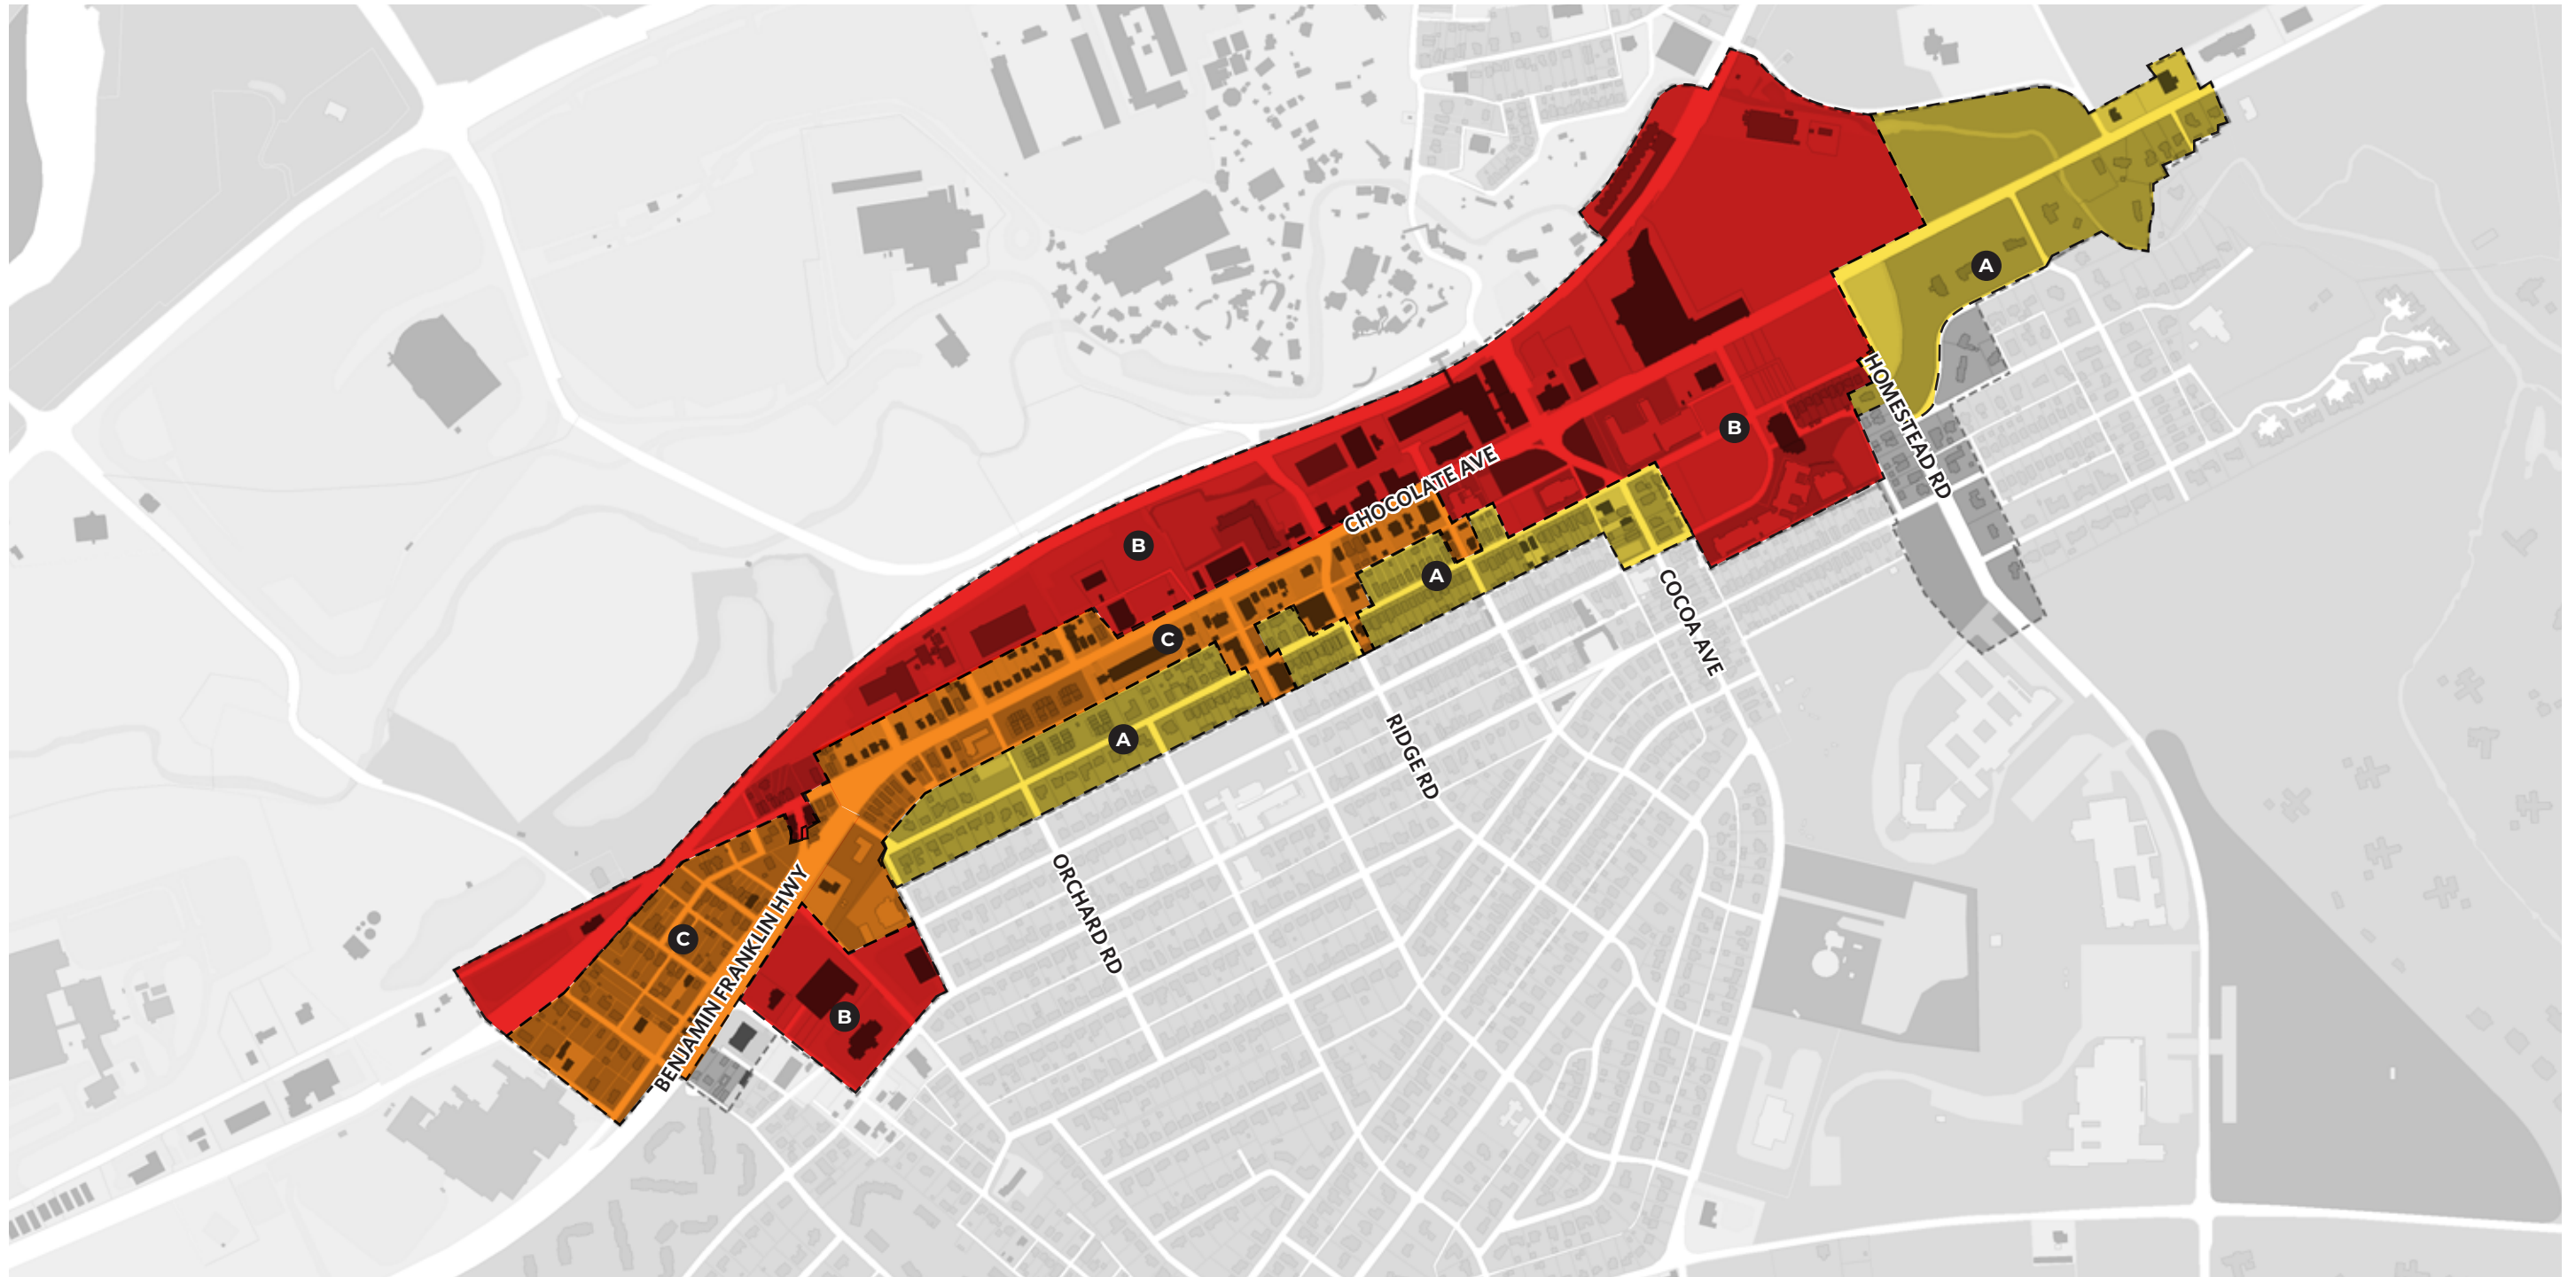 A
HOMESTEAD RD
B
CHOCOLATE AVE
B
A
C
COCOA AVE
A
RIDGE RD
ORCHARD RD
C
BENJAMIN FRANKLIN HWY
B